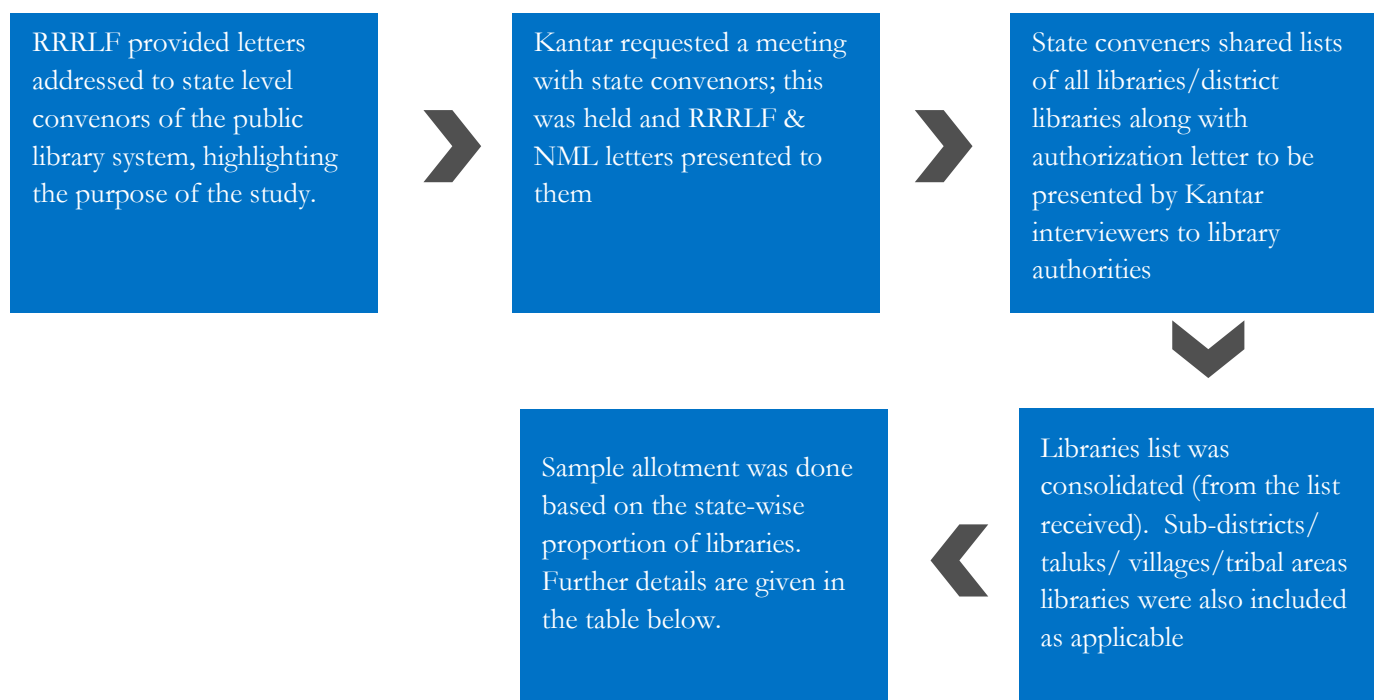 RRRLF provided letters
addressed to state level
convenors of the public
library system, highlighting
the purpose of the study.
Kantar requested a meeting
with state convenors; this
was held and RRRLF &
NML letters presented to
them
State conveners shared lists
of all libraries/district
libraries along with
authorization letter to be
presented by Kantar
interviewers to library
authorities
Libraries list was
consolidated (from the list
received).  Sub-districts/
taluks/ villages/tribal areas
libraries were also included
as applicable
Sample allotment was done
based on the state-wise
proportion of libraries.
Further details are given in
the table below.